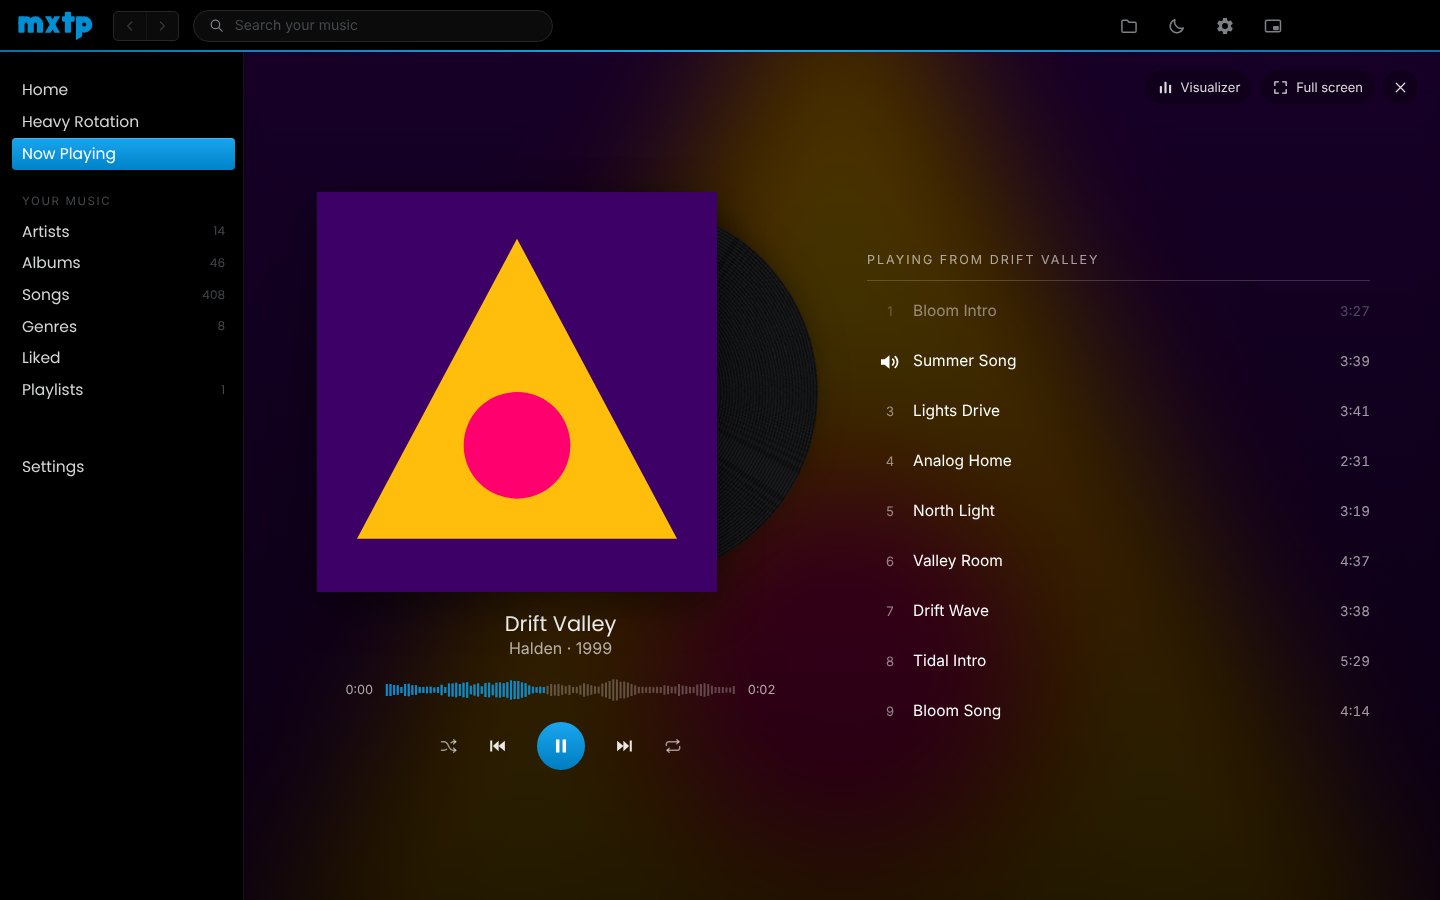 mxtp
Search your music
Home
Heavy Rotation
Now Playing
YOUR MUSIC
Artists 14
Albums 46
Songs 408
Genres 8
Liked
Playlists 1
Settings
Visualizer
Full screen
Drift Valley
Halden · 1999
0:00
0:02
PLAYING FROM DRIFT VALLEY
1 Bloom Intro 3:27
Summer Song 3:39
3 Lights Drive 3:41
4 Analog Home 2:31
5 North Light 3:19
6 Valley Room 4:37
7 Drift Wave 3:38
8 Tidal Intro 5:29
9 Bloom Song 4:14